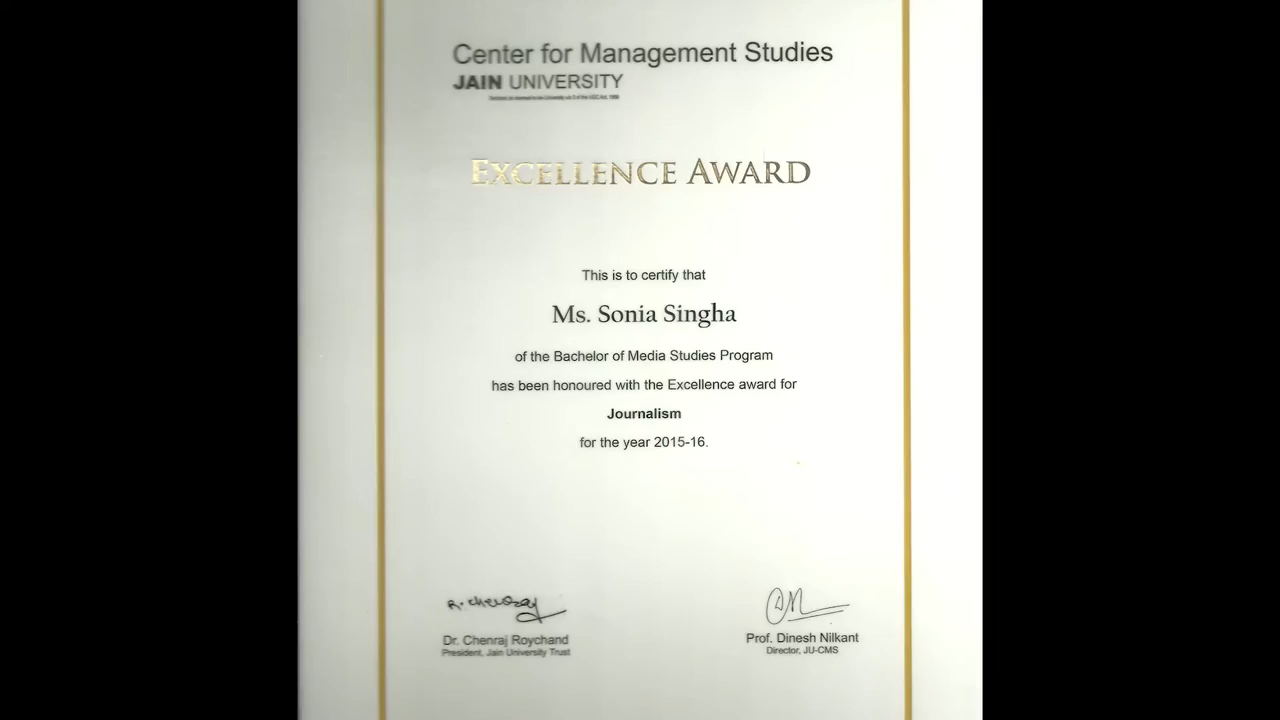 Center for Management Studies
JAIN UNIVERSITY
EXCELLENCE AWARD
This is to certify that
Ms. Sonia Singha
of the Bachelor of Media Studies Program
has been honoured with the Excellence award for
Journalism
for the year 2015-16.
R. Chenraj
Dr. Chenraj Roychand
President, Jain University Trust
Prof. Dinesh Nilkant
Director, JU-CMS